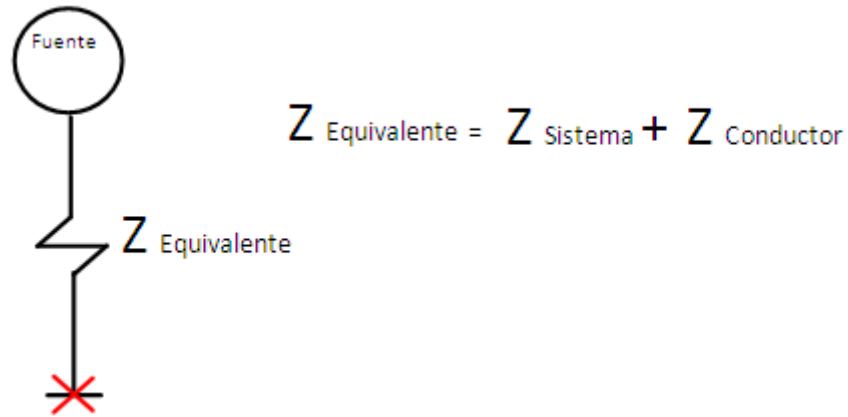 Fuente
Z Equivalente = Z Sistema + Z Conductor
Z Equivalente